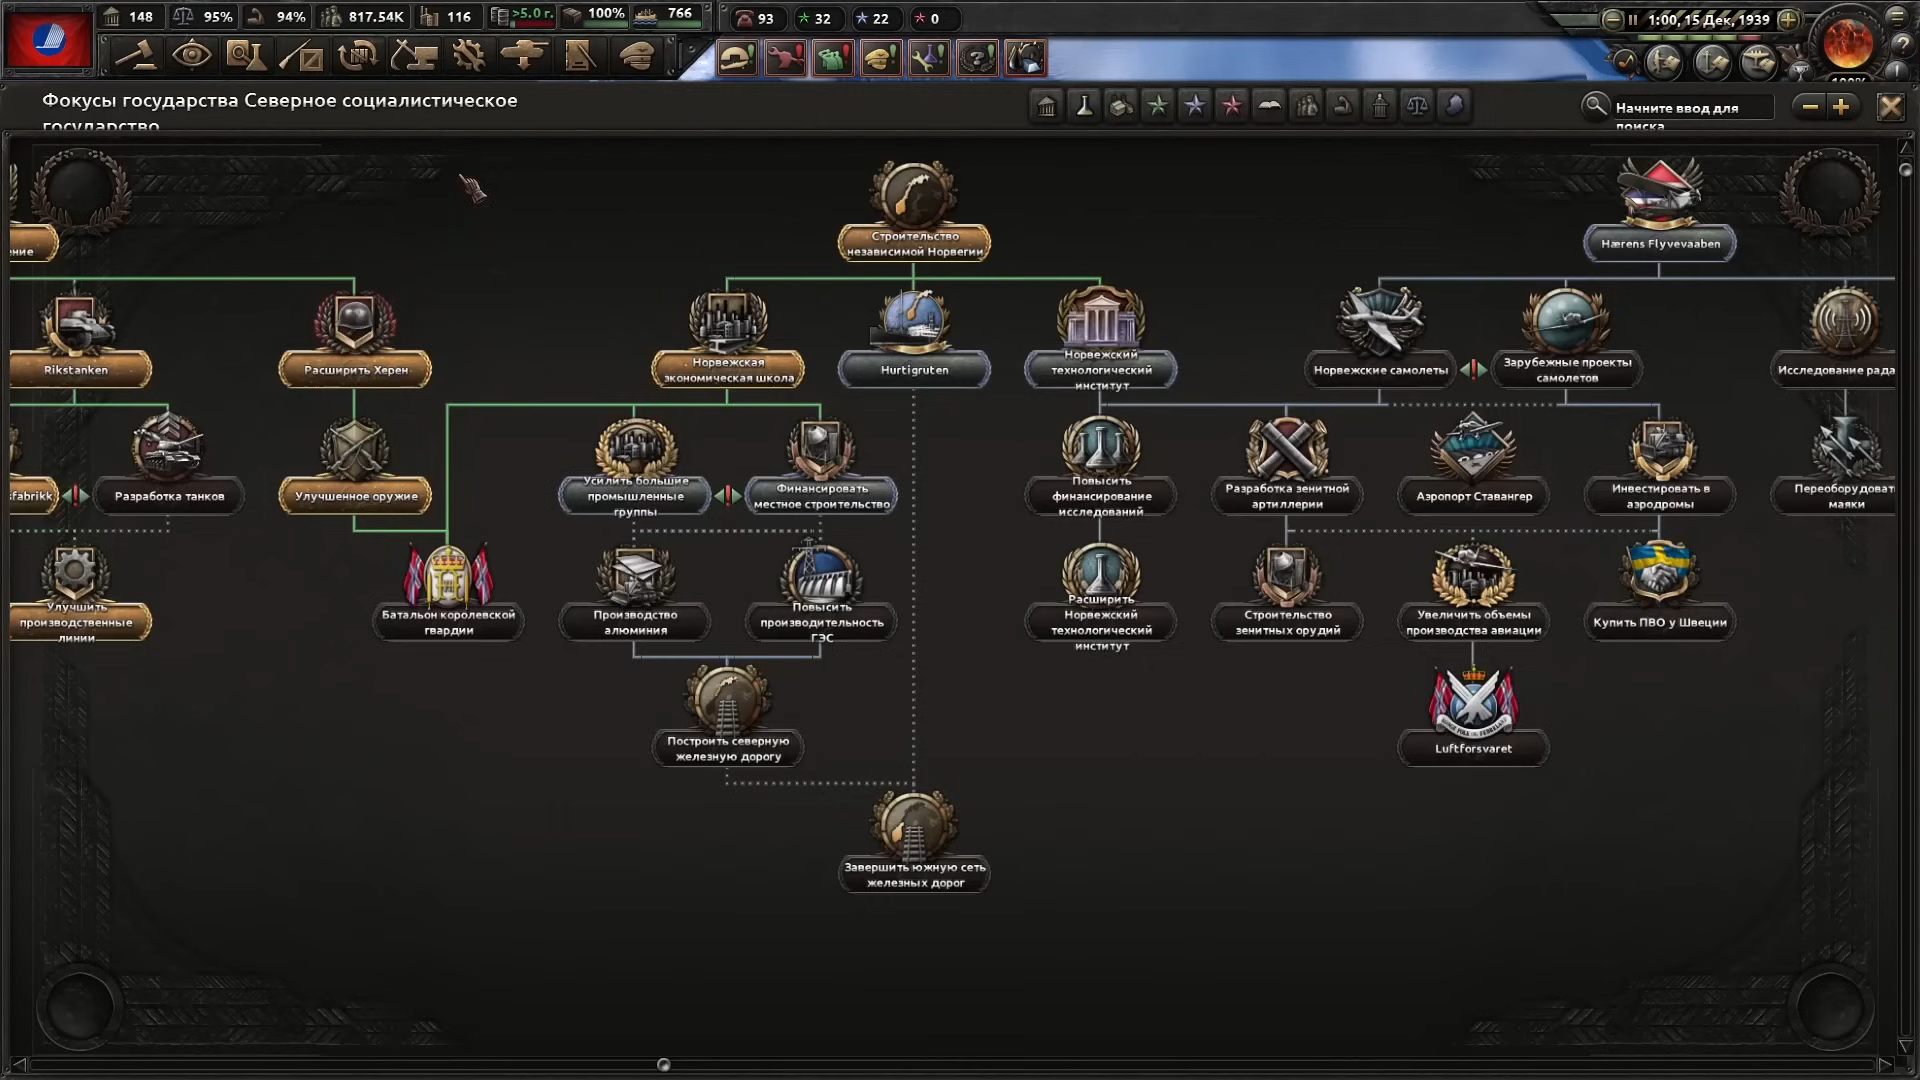 148
95%
94%
817.54K
116
>5.0 г.
100%
766
93
32
22
0
1:00, 15 Дек, 1939
100%
Фокусы государства Северное социалистическое
государство
Начните ввод для
поиска
Строительство
независимой Норвегии
Hærens Flyvevaaben
ение
Rikstanken
Расширить Херен
Норвежская
экономическая школа
Hurtigruten
Норвежский
технологический
институт
Норвежские самолеты
Зарубежные проекты
самолетов
Исследование рада
sfabrikk
Разработка танков
Улучшенное оружие
Усилить большие
промышленные
группы
Финансировать
местное строительство
Повысить
финансирование
исследований
Разработка зенитной
артиллерии
Аэропорт Ставангер
Инвестировать в
аэродромы
Переоборудоват
маяки
Улучшить
производственные
линии
Батальон королевской
гвардии
Производство
алюминия
Повысить
производительность
ГЭС
Расширить
Норвежский
технологический
институт
Строительство
зенитных орудий
Увеличить объемы
производства авиации
Купить ПВО у Швеции
Построить северную
железную дорогу
Luftforsvaret
Завершить южную сеть
железных дорог